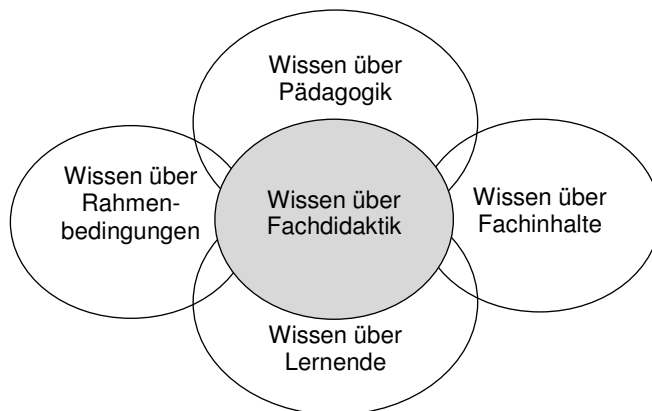 Wissen über
Pädagogik
Wissen über
Rahmen-
bedingungen
Wissen über
Fachdidaktik
Wissen über
Fachinhalte
Wissen über
Lernende